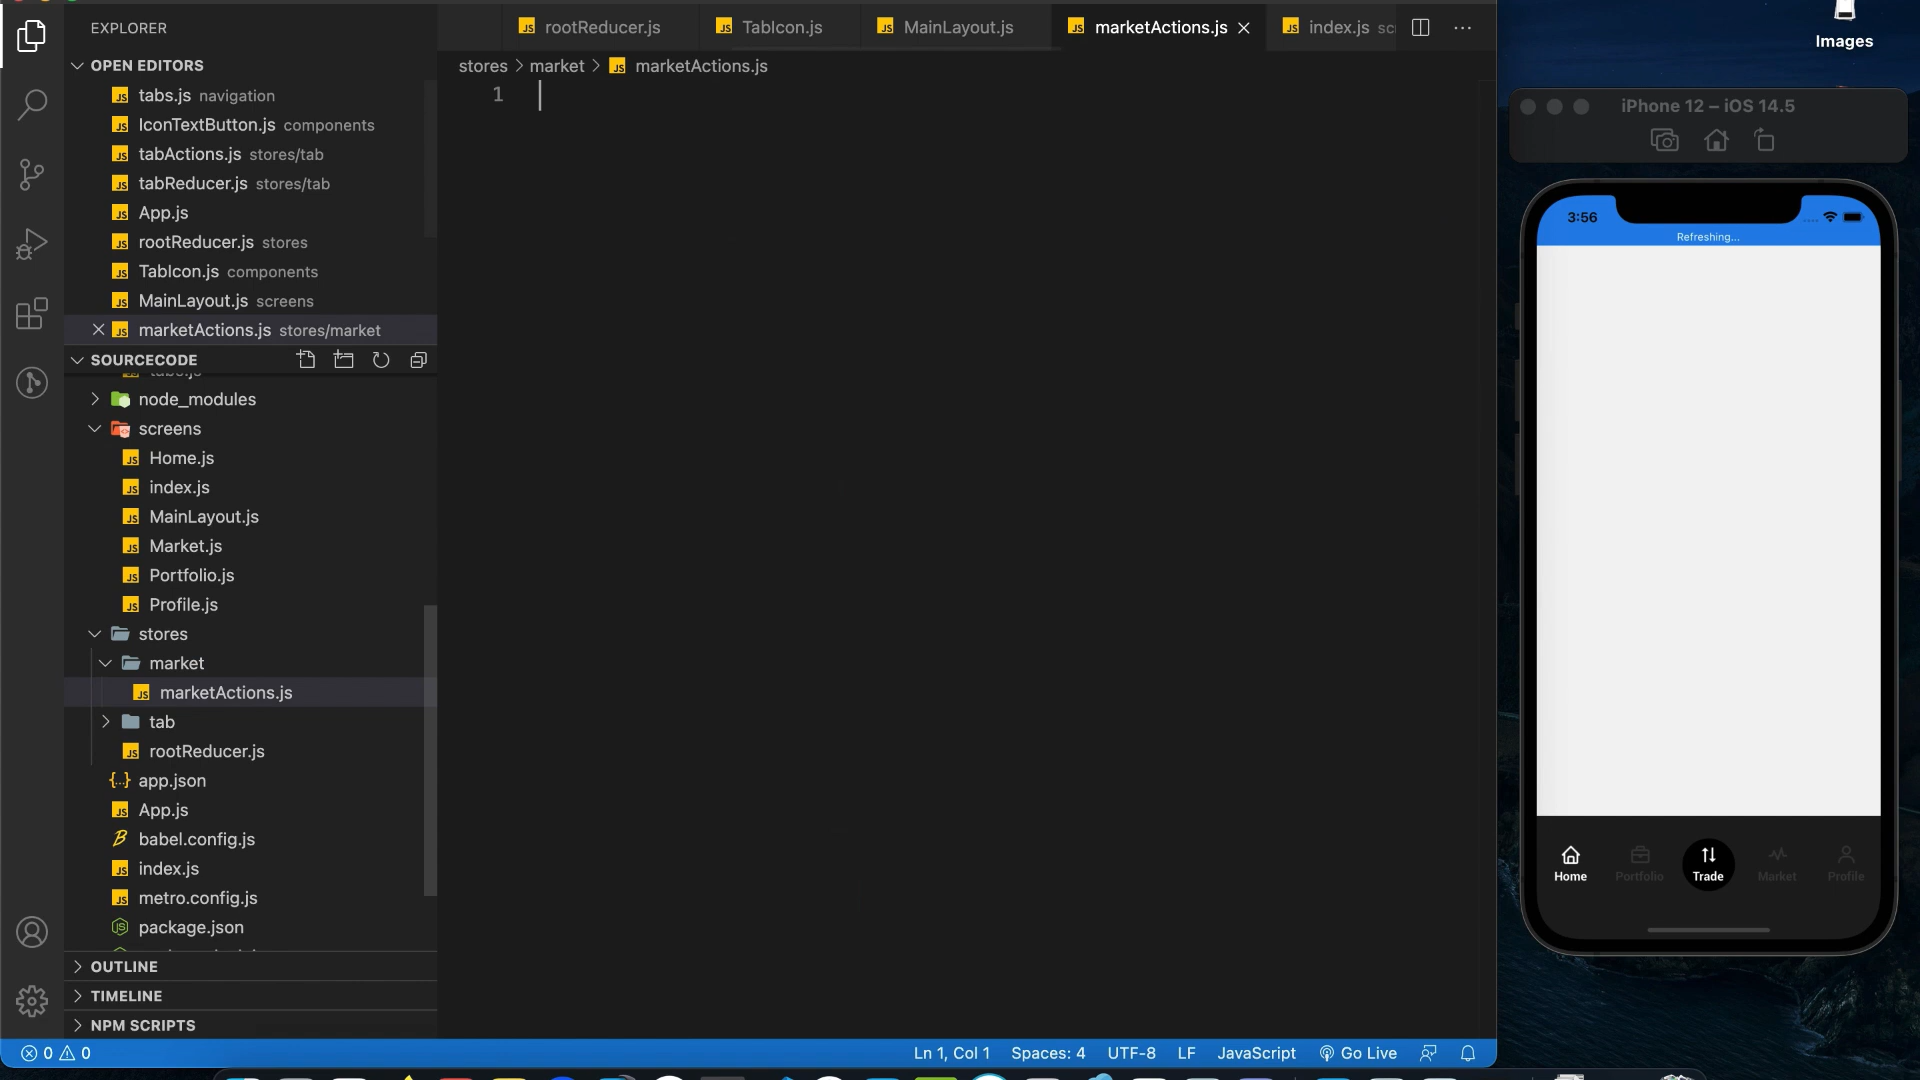 EXPLORER
OPEN EDITORS
tabs.js navigation
IconTextButton.js components
tabActions.js stores/tab
tabReducer.js stores/tab
App.js
rootReducer.js stores
TabIcon.js components
MainLayout.js screens
marketActions.js stores/market
SOURCECODE
node_modules
screens
Home.js
index.js
MainLayout.js
Market.js
Portfolio.js
Profile.js
stores
market
marketActions.js
tab
rootReducer.js
app.json
App.js
babel.config.js
index.js
metro.config.js
package.json
OUTLINE
TIMELINE
NPM SCRIPTS
rootReducer.js
TabIcon.js
MainLayout.js
marketActions.js
index.js
stores > market > marketActions.js
1
0 0
Ln 1, Col 1 Spaces: 4 UTF-8 LF JavaScript Go Live
Images
iPhone 12 – iOS 14.5
3:56
Refreshing...
Home Portfolio Trade Market Profile